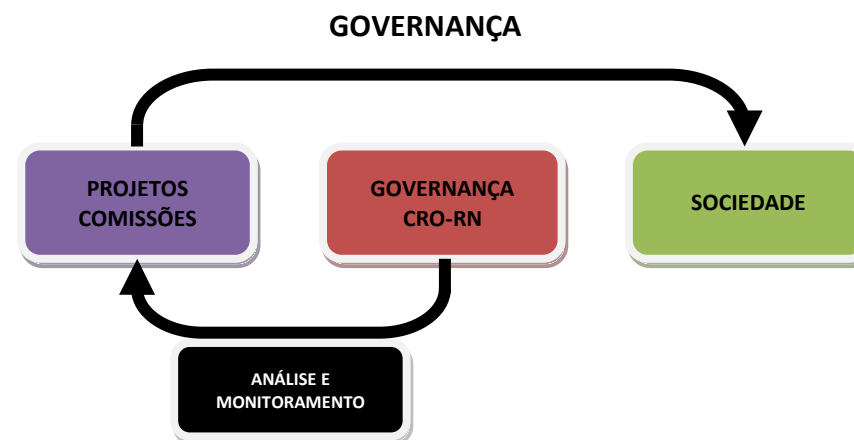 GOVERNANÇA
PROJETOS
COMISSÕES
GOVERNANÇA
CRO-RN
SOCIEDADE
ANÁLISE E
MONITORAMENTO